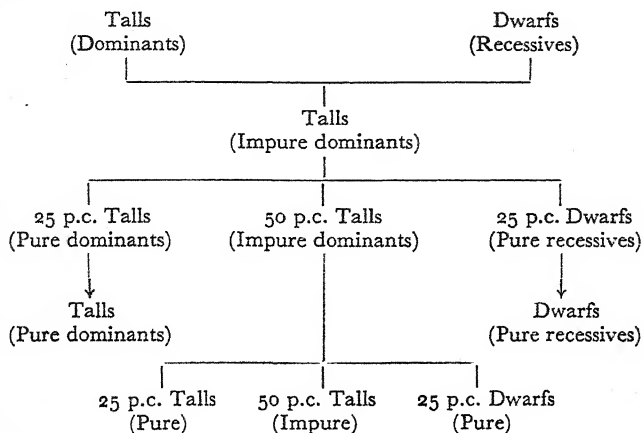 Talls Dwarfs
(Dominants) (Recessives)
Talls
(Impure dominants)
25 p.c. Talls 50 p.c. Talls 25 p.c. Dwarfs
(Pure dominants) (Impure dominants) (Pure recessives)
Talls Dwarfs
(Pure dominants) (Pure recessives)
25 p.c. Talls 50 p.c. Talls 25 p.c. Dwarfs
(Pure) (Impure) (Pure)